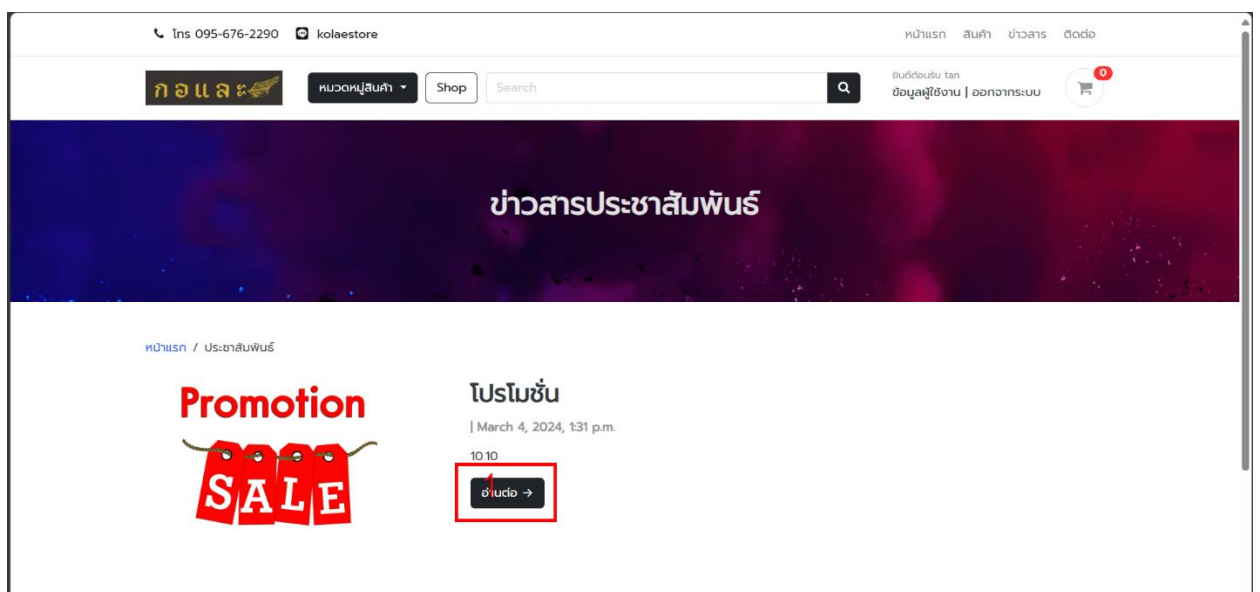 โทร 095-676-2290 kolaestore หน้าแรก สินค้า ข่าวสาร ติดต่อ
กอและ หมวดหมู่สินค้า Shop Search ยินดีต้อนรับ tan
ข้อมูลผู้ใช้งาน | ออกจากระบบ 0
ข่าวสารประชาสัมพันธ์
หน้าแรก / ประชาสัมพันธ์
Promotion
SALE
โปรโมชั่น
| March 4, 2024, 1:31 p.m.
10.10
1
อ่านต่อ →